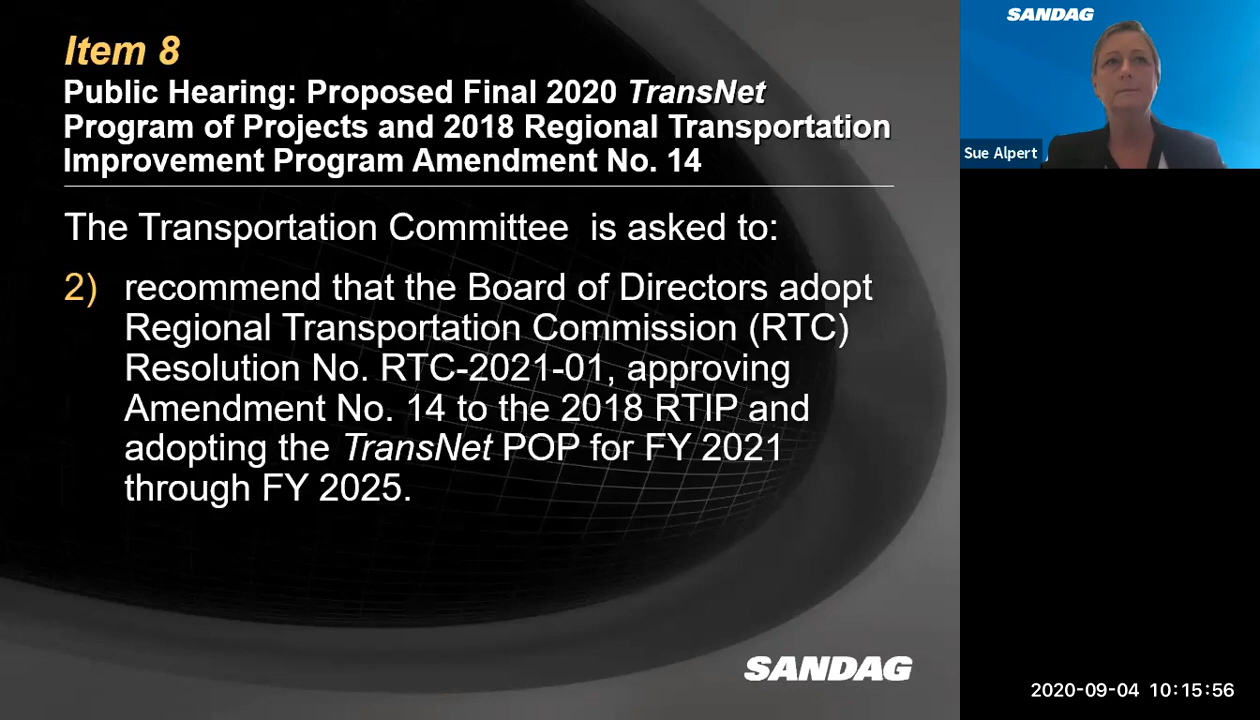 Item 8
Public Hearing: Proposed Final 2020 TransNet
Program of Projects and 2018 Regional Transportation
Improvement Program Amendment No. 14
The Transportation Committee is asked to:
2) recommend that the Board of Directors adopt
Regional Transportation Commission (RTC)
Resolution No. RTC-2021-01, approving
Amendment No. 14 to the 2018 RTIP and
adopting the TransNet POP for FY 2021
through FY 2025.
SANDAG
SANDAG
Sue Alpert
2020-09-04 10:15:56